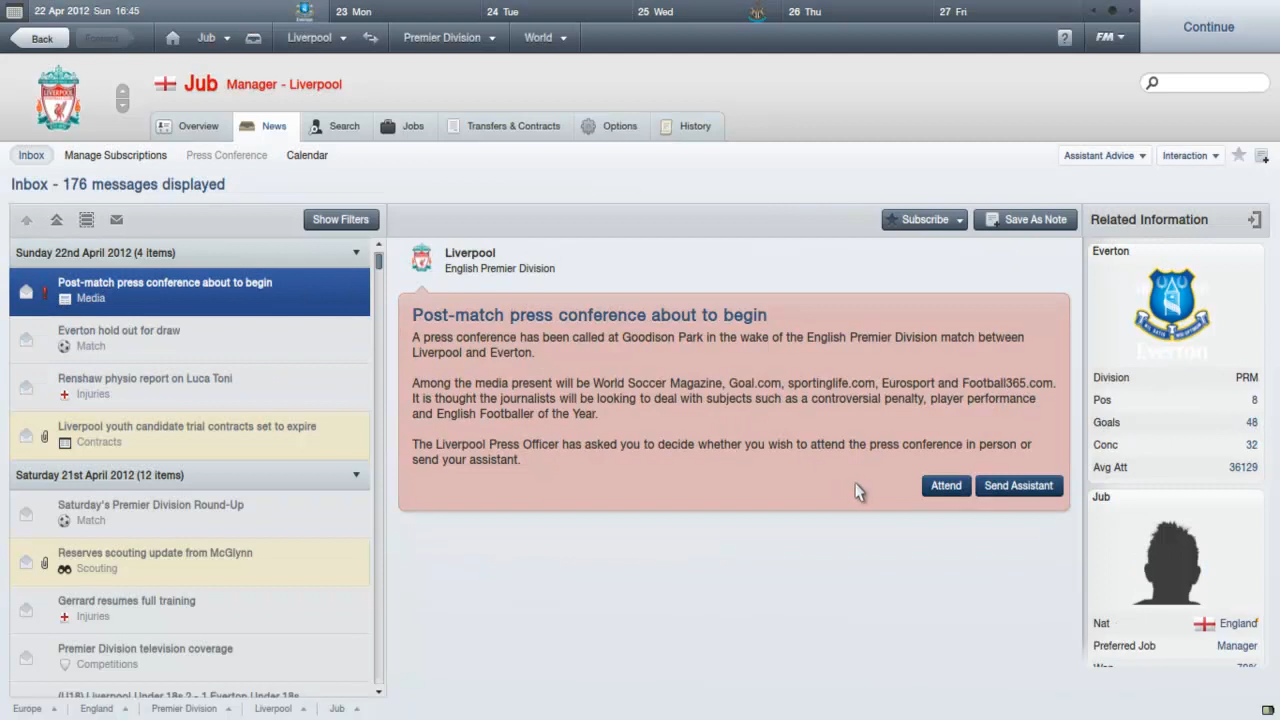 22 Apr 2012 Sun 16:45
23 Mon
24 Tue
25 Wed
26 Thu
27 Fri
Continue
Back
Forward
Job
Liverpool
Premier Division
World
?
FM
Jub Manager - Liverpool
Overview
News
Search
Jobs
Transfers & Contracts
Options
History
Inbox
Manage Subscriptions
Press Conference
Calendar
Assistant Advice
Interaction
Inbox - 176 messages displayed
Show Filters
Subscribe
Save As Note
Related Information
Sunday 22nd April 2012 (4 items)
Post-match press conference about to begin
Media
Everton hold out for draw
Match
Renshaw physio report on Luca Toni
Injuries
Liverpool youth candidate trial contracts set to expire
Contracts
Saturday 21st April 2012 (12 items)
Saturday's Premier Division Round-Up
Match
Reserves scouting update from McGlynn
Scouting
Gerrard resumes full training
Injuries
Premier Division television coverage
Competitions
(U18) Liverpool Under 18s 2 - 1 Everton Under 18s
Liverpool
English Premier Division
Post-match press conference about to begin
A press conference has been called at Goodison Park in the wake of the English Premier Division match between
Liverpool and Everton.
Among the media present will be World Soccer Magazine, Goal.com, sportinglife.com, Eurosport and Football365.com.
It is thought the journalists will be looking to deal with subjects such as a controversial penalty, player performance
and English Footballer of the Year.
The Liverpool Press Officer has asked you to decide whether you wish to attend the press conference in person or
send your assistant.
Attend
Send Assistant
Everton
Everton
Division PRM
Pos 8
Goals 48
Conc 32
Avg Att 36129
Jub
Nat England
Preferred Job Manager
Europe
England
Premier Division
Liverpool
Jub